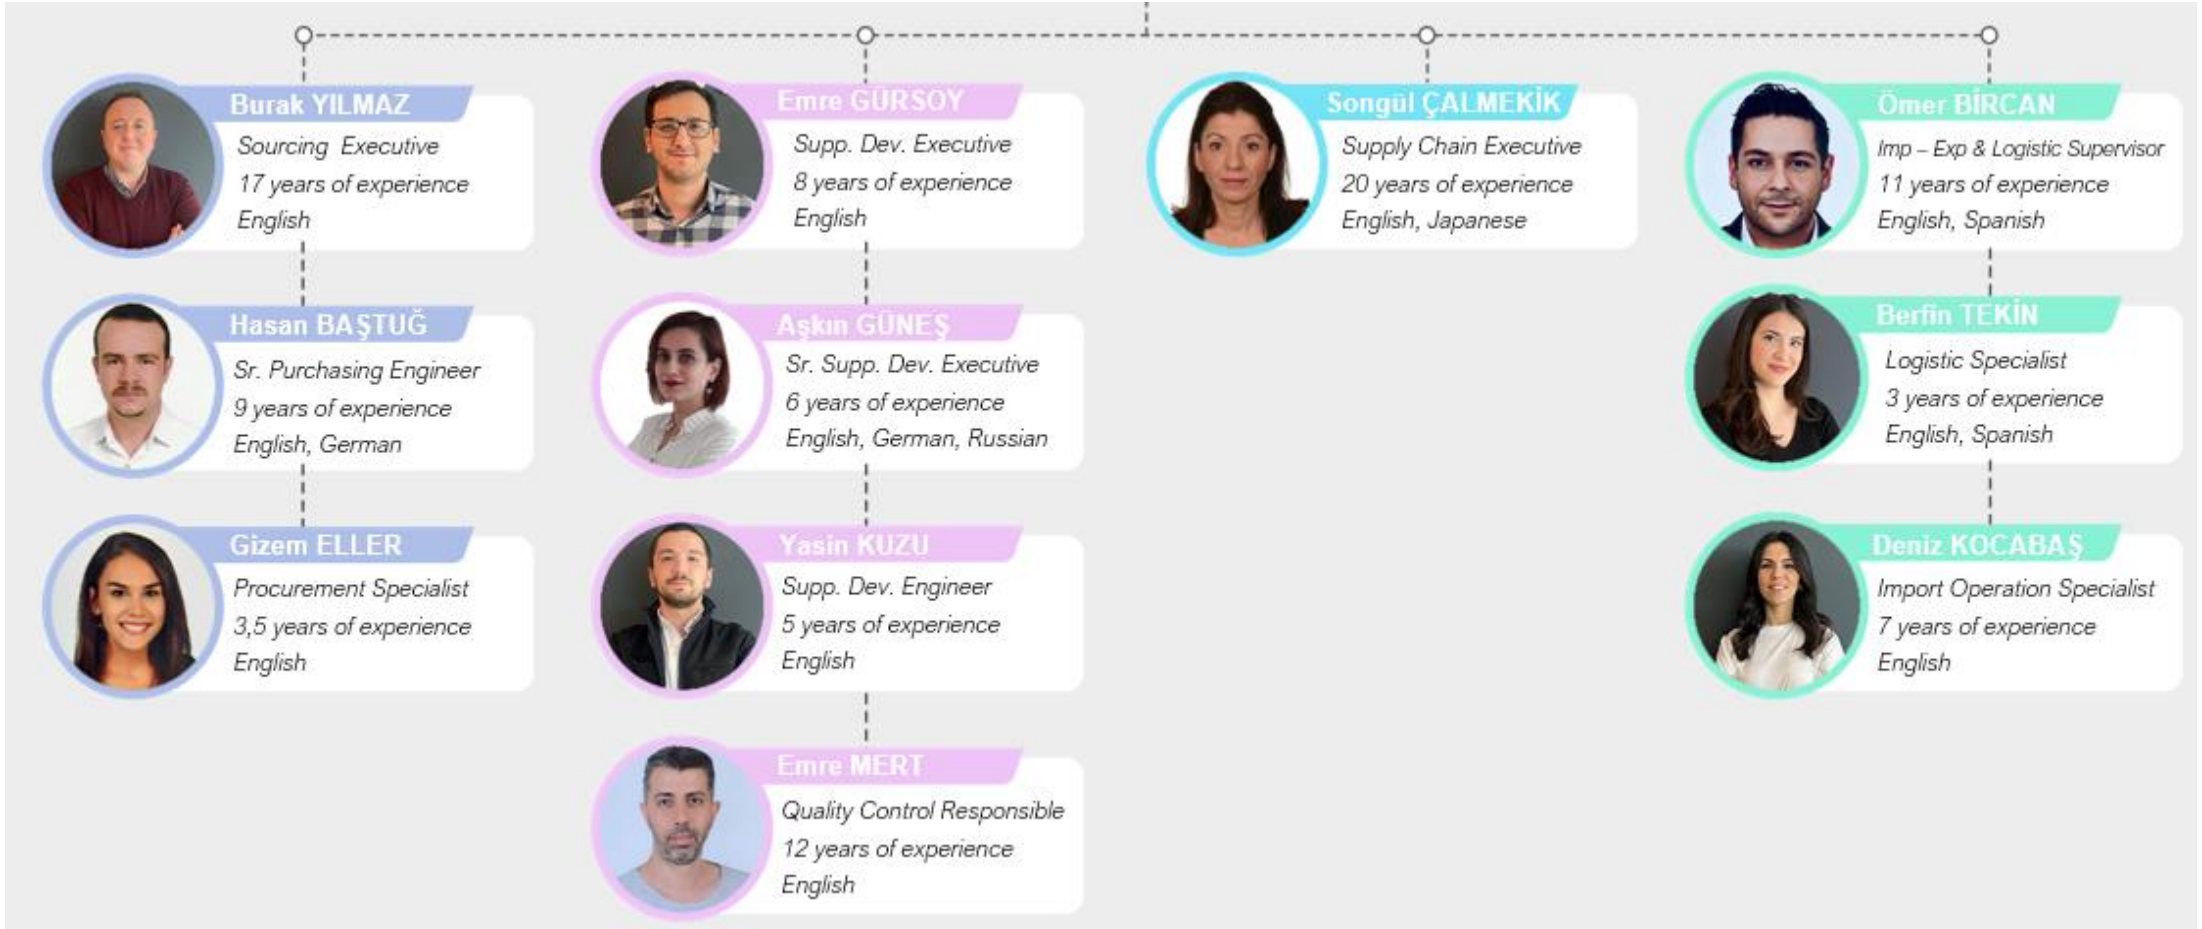 Burak YILMAZ
Sourcing Executive
17 years of experience
English
Hasan BAŞTUĞ
Sr. Purchasing Engineer
9 years of experience
English, German
Gizem ELLER
Procurement Specialist
3,5 years of experience
English
Emre GÜRSOY
Supp. Dev. Executive
8 years of experience
English
Aşkın GÜNEŞ
Sr. Supp. Dev. Executive
6 years of experience
English, German, Russian
Yasin KUZU
Supp. Dev. Engineer
5 years of experience
English
Emre MERT
Quality Control Responsible
12 years of experience
English
Songül ÇALMEKİK
Supply Chain Executive
20 years of experience
English, Japanese
Ömer BİRCAN
Imp – Exp & Logistic Supervisor
11 years of experience
English, Spanish
Berfin TEKİN
Logistic Specialist
3 years of experience
English, Spanish
Deniz KOCABAŞ
Import Operation Specialist
7 years of experience
English